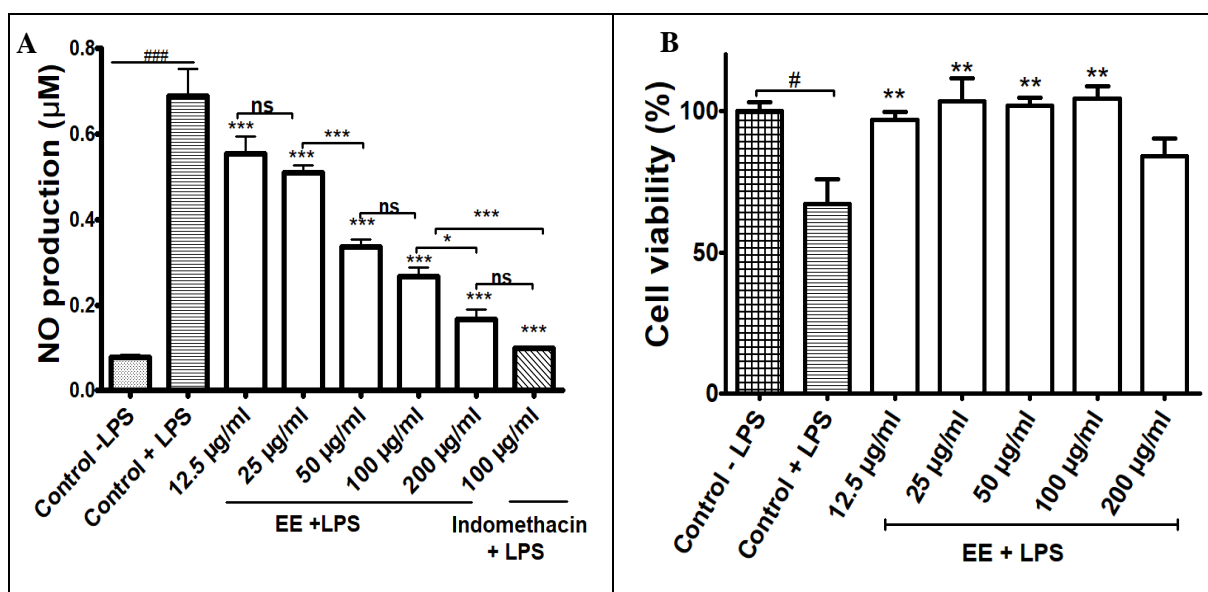 A
NO production (µM)
0.8
0.6
0.4
0.2
0.0
###
ns
***
***
***
***
ns
***
***
***
*
***
ns
***
Control -LPS
Control + LPS
12.5 µg/ml
25 µg/ml
50 µg/ml
100 µg/ml
200 µg/ml
100 µg/ml
EE +LPS
Indomethacin
+ LPS
B
Cell viability (%)
100
50
0
#
**
**
**
**
Control - LPS
Control + LPS
12.5 µg/ml
25 µg/ml
50 µg/ml
100 µg/ml
200 µg/ml
EE + LPS